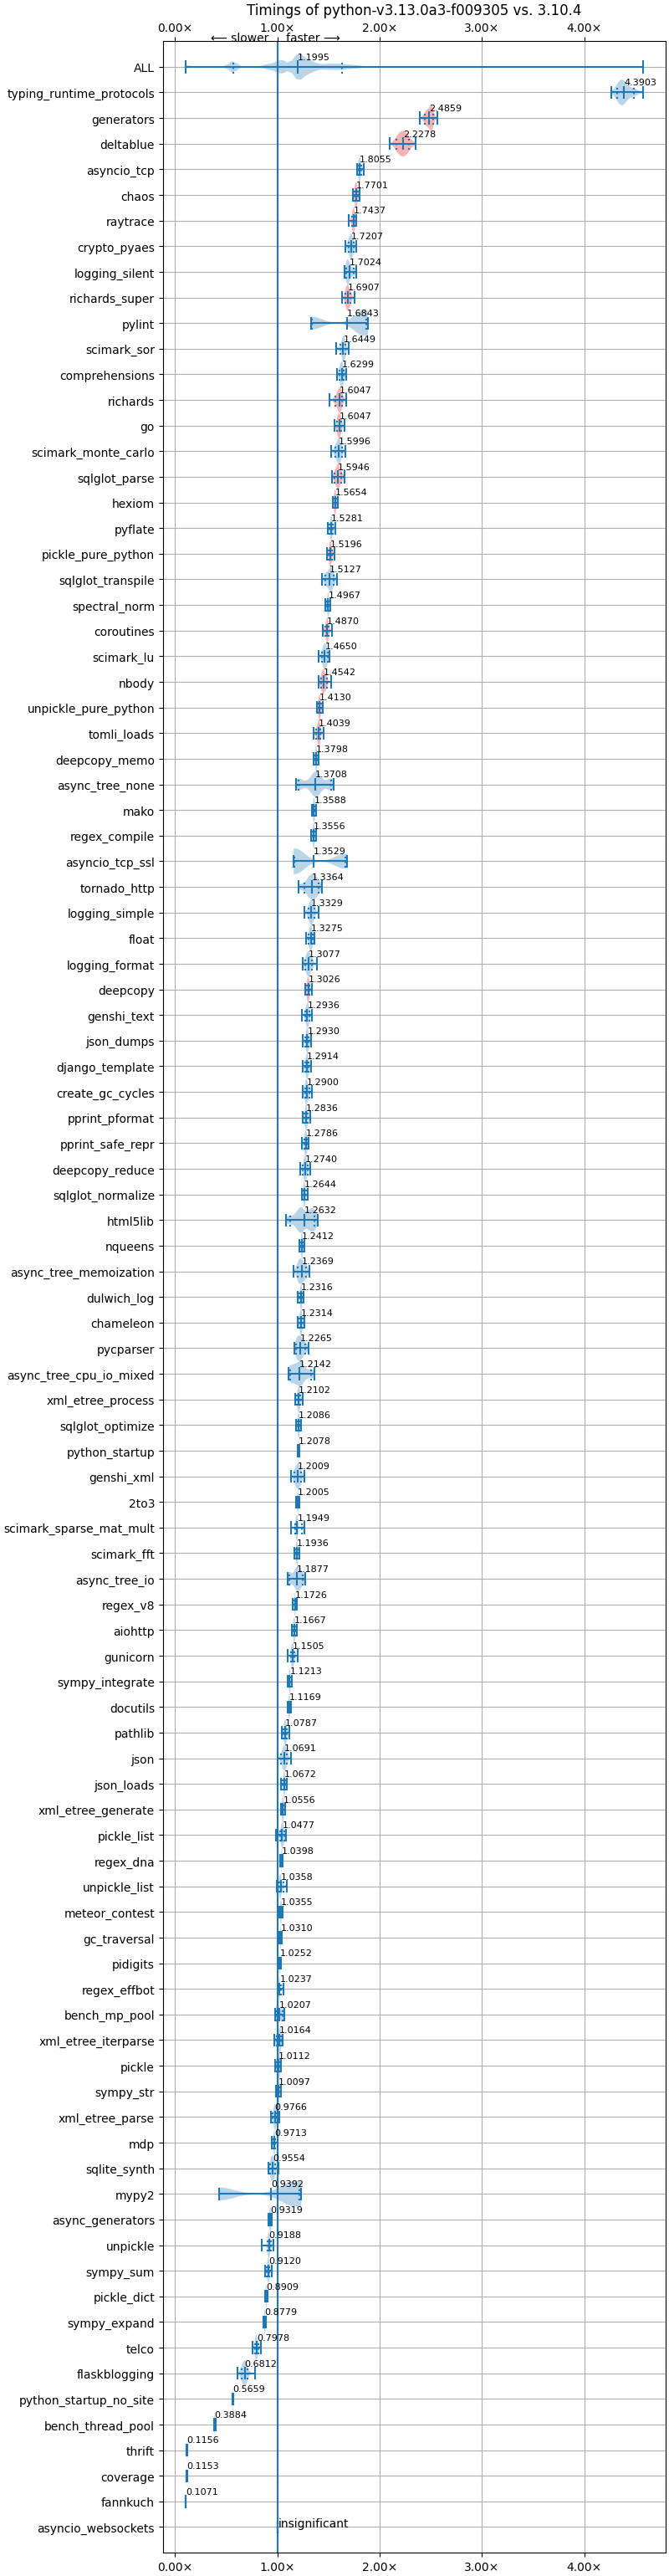 Timings of python-v3.13.0a3-f009305 vs. 3.10.4
0.00× 1.00× 2.00× 3.00× 4.00×
⟵ slower faster ⟶
ALL 1.1995
typing_runtime_protocols 4.3903
generators 2.4859
deltablue 2.2278
asyncio_tcp 1.8055
chaos 1.7701
raytrace 1.7437
crypto_pyaes 1.7207
logging_silent 1.7024
richards_super 1.6907
pylint 1.6843
scimark_sor 1.6449
comprehensions 1.6299
richards 1.6047
go 1.6047
scimark_monte_carlo 1.5996
sqlglot_parse 1.5946
hexiom 1.5654
pyflate 1.5281
pickle_pure_python 1.5196
sqlglot_transpile 1.5127
spectral_norm 1.4967
coroutines 1.4870
scimark_lu 1.4650
nbody 1.4542
unpickle_pure_python 1.4130
tomli_loads 1.4039
deepcopy_memo 1.3798
async_tree_none 1.3708
mako 1.3588
regex_compile 1.3556
asyncio_tcp_ssl 1.3529
tornado_http 1.3364
logging_simple 1.3329
float 1.3275
logging_format 1.3077
deepcopy 1.3026
genshi_text 1.2936
json_dumps 1.2930
django_template 1.2914
create_gc_cycles 1.2900
pprint_pformat 1.2836
pprint_safe_repr 1.2786
deepcopy_reduce 1.2740
sqlglot_normalize 1.2644
html5lib 1.2632
nqueens 1.2412
async_tree_memoization 1.2369
dulwich_log 1.2316
chameleon 1.2314
pycparser 1.2265
async_tree_cpu_io_mixed 1.2142
xml_etree_process 1.2102
sqlglot_optimize 1.2086
python_startup 1.2078
genshi_xml 1.2009
2to3 1.2005
scimark_sparse_mat_mult 1.1949
scimark_fft 1.1936
async_tree_io 1.1877
regex_v8 1.1726
aiohttp 1.1667
gunicorn 1.1505
sympy_integrate 1.1213
docutils 1.1169
pathlib 1.0787
json 1.0691
json_loads 1.0672
xml_etree_generate 1.0556
pickle_list 1.0477
regex_dna 1.0398
unpickle_list 1.0358
meteor_contest 1.0355
gc_traversal 1.0310
pidigits 1.0252
regex_effbot 1.0237
bench_mp_pool 1.0207
xml_etree_iterparse 1.0164
pickle 1.0112
sympy_str 1.0097
xml_etree_parse 0.9766
mdp 0.9713
sqlite_synth 0.9554
mypy2 0.9392
async_generators 0.9319
unpickle 0.9188
sympy_sum 0.9120
pickle_dict 0.8909
sympy_expand 0.8779
telco 0.7978
flaskblogging 0.6812
python_startup_no_site 0.5659
bench_thread_pool 0.3884
thrift 0.1156
coverage 0.1153
fannkuch 0.1071
asyncio_websockets insignificant
0.00× 1.00× 2.00× 3.00× 4.00×